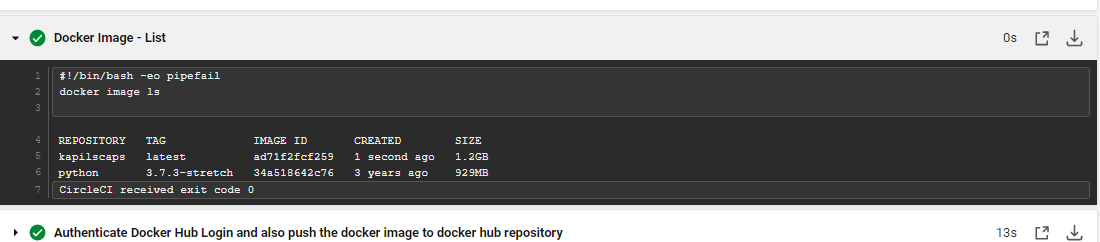 Docker Image - List 0s
1 #!/bin/bash -eo pipefail
2 docker image ls
3
4 REPOSITORY TAG IMAGE ID CREATED SIZE
5 kapilscaps latest ad71f2fcf259 1 second ago 1.2GB
6 python 3.7.3-stretch 34a518642c76 3 years ago 929MB
7 CircleCI received exit code 0
Authenticate Docker Hub Login and also push the docker image to docker hub repository 13s